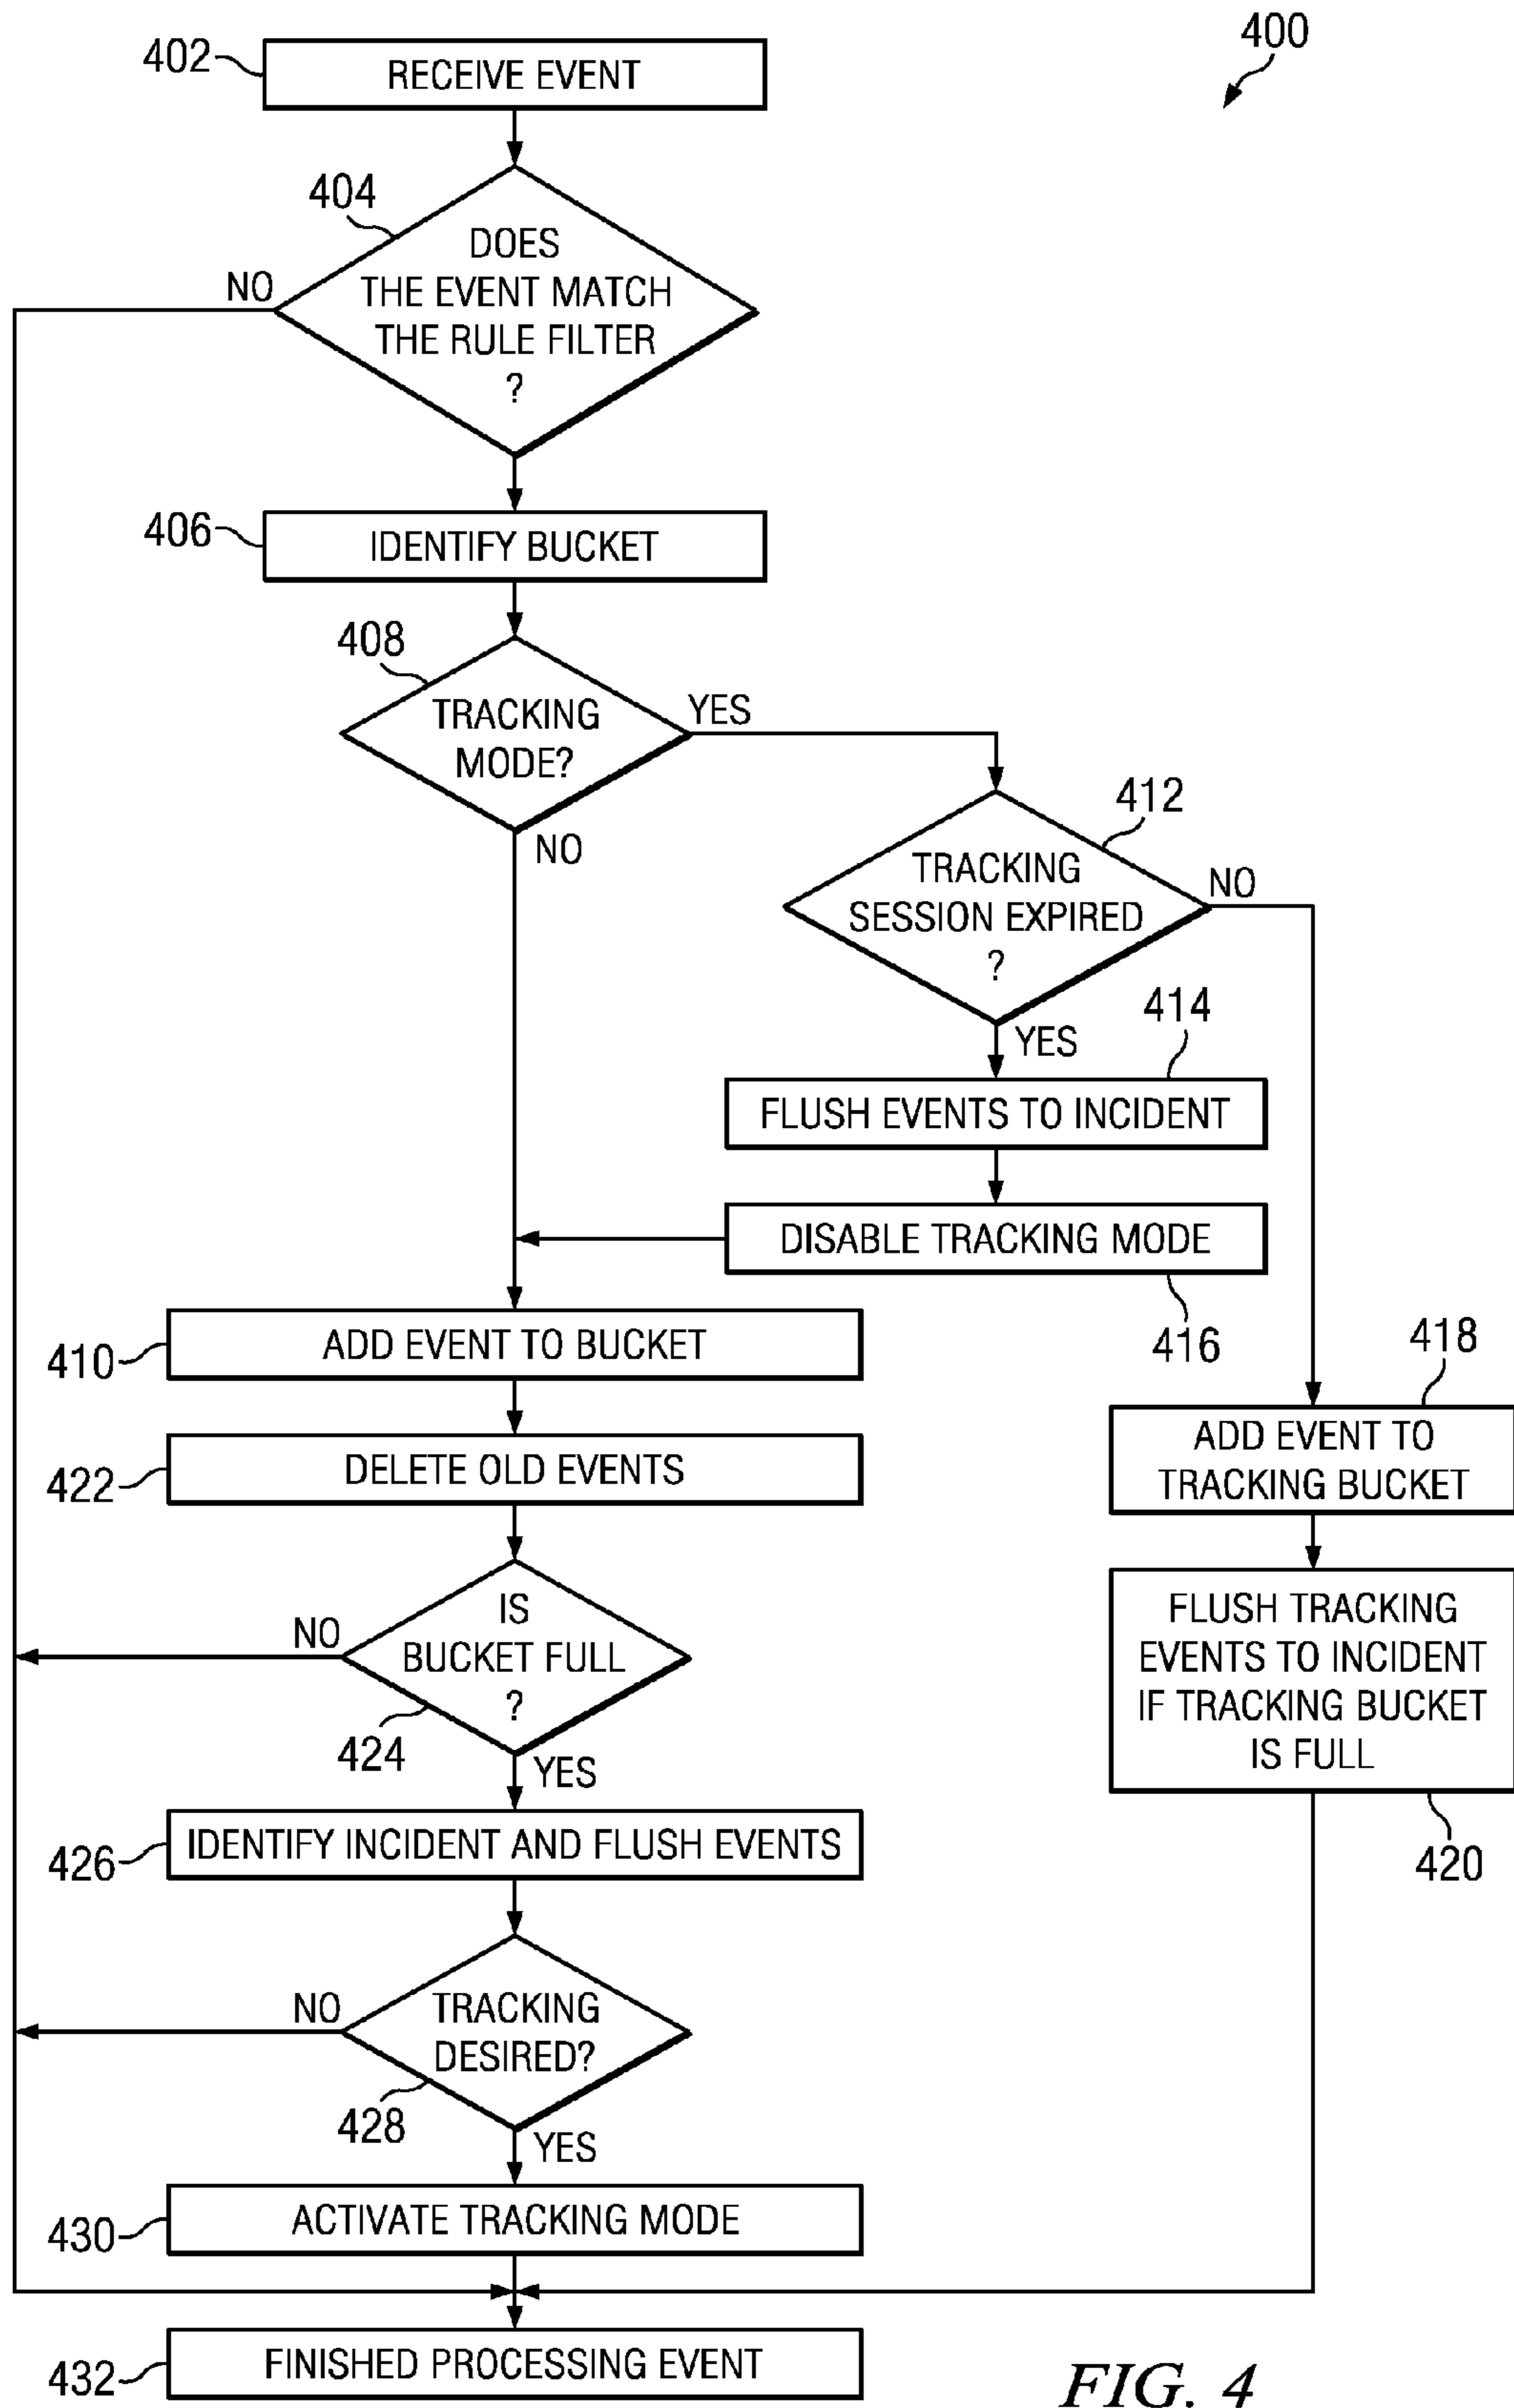 400
402
RECEIVE EVENT
404
DOES
THE EVENT MATCH
THE RULE FILTER
?
NO
406
IDENTIFY BUCKET
408
TRACKING
MODE?
YES
NO
412
TRACKING
SESSION EXPIRED
?
NO
YES
414
FLUSH EVENTS TO INCIDENT
DISABLE TRACKING MODE
416
410
ADD EVENT TO BUCKET
418
ADD EVENT TO
TRACKING BUCKET
422
DELETE OLD EVENTS
FLUSH TRACKING
EVENTS TO INCIDENT
IF TRACKING BUCKET
IS FULL
420
IS
BUCKET FULL
?
NO
424
YES
426
IDENTIFY INCIDENT AND FLUSH EVENTS
TRACKING
DESIRED?
NO
428
YES
430
ACTIVATE TRACKING MODE
432
FINISHED PROCESSING EVENT
FIG. 4